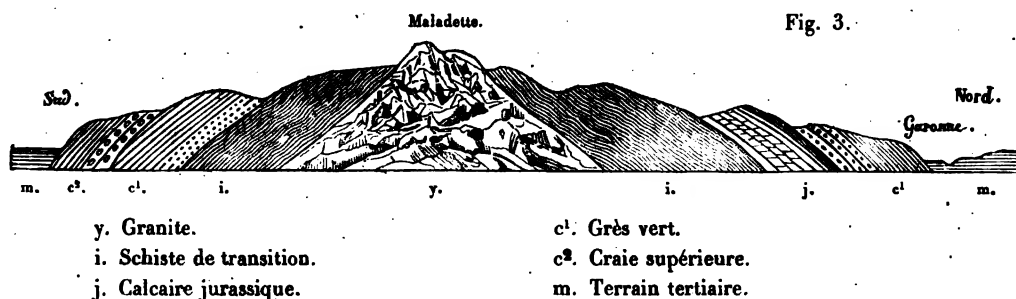 Maladette.
Fig. 3.
Sud.
Nord.
Garonne.
m. c². c¹. i. y. i. j. c¹ m.
y. Granite.
i. Schiste de transition.
j. Calcaire jurassique.
c¹. Grès vert.
c². Craie supérieure.
m. Terrain tertiaire.